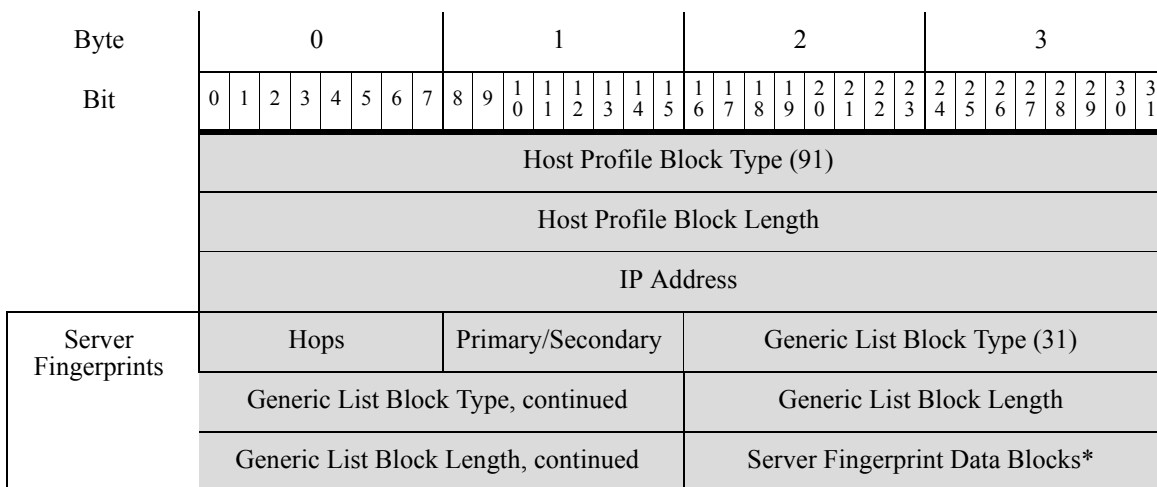 Byte 0 1 2 3
Bit 0 1 2 3 4 5 6 7 8 9 10 11 12 13 14 15 16 17 18 19 20 21 22 23 24 25 26 27 28 29 30 31
Host Profile Block Type (91)
Host Profile Block Length
IP Address
Server Fingerprints
Hops Primary/Secondary Generic List Block Type (31)
Generic List Block Type, continued Generic List Block Length
Generic List Block Length, continued Server Fingerprint Data Blocks*